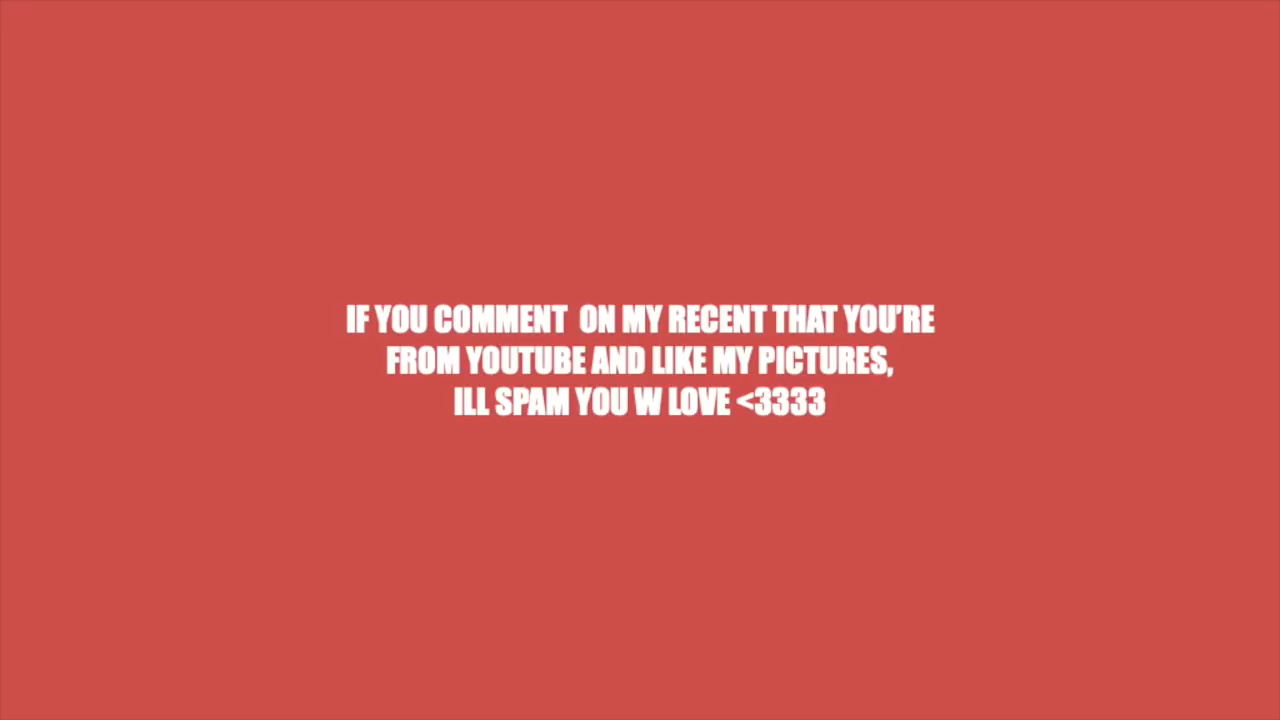 IF YOU COMMENT  ON MY RECENT THAT YOU'RE
FROM YOUTUBE AND LIKE MY PICTURES,
ILL SPAM YOU W LOVE <3333